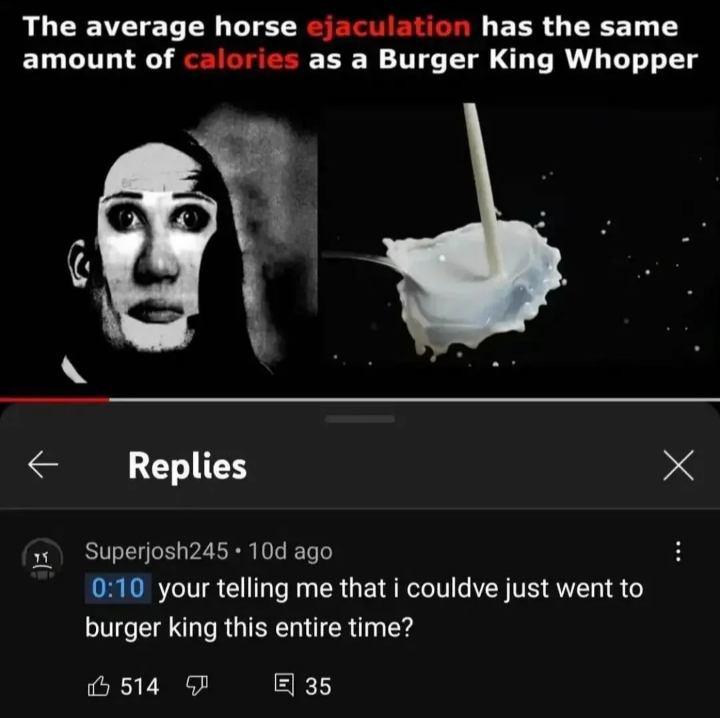 The average horse ejaculation has the same
amount of calories as a Burger King Whopper
Replies
Superjosh245 • 10d ago
0:10 your telling me that i couldve just went to
burger king this entire time?
514 35